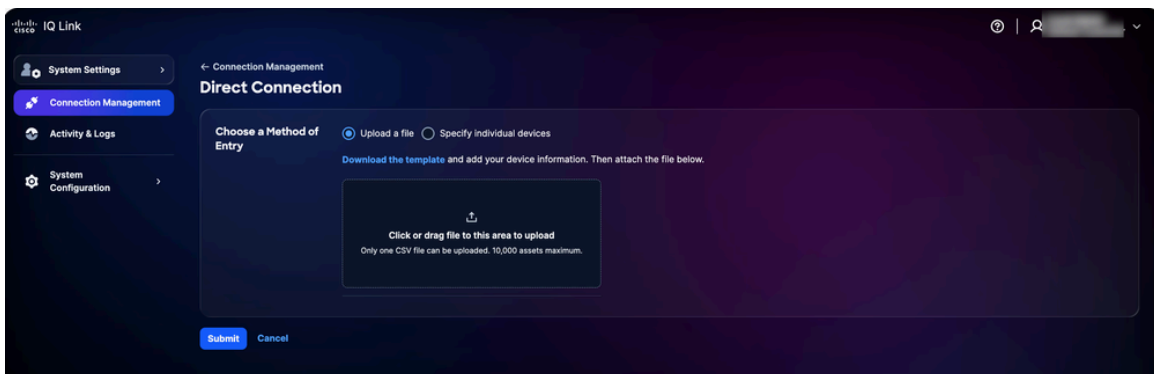 CISCO IQ Link
System Settings
← Connection Management
Direct Connection
Connection Management
Activity & Logs
System
Configuration
Choose a Method of
Entry
Upload a file Specify individual devices
Download the template and add your device information. Then attach the file below.
Click or drag file to this area to upload
Only one CSV file can be uploaded. 10,000 assets maximum.
Submit Cancel